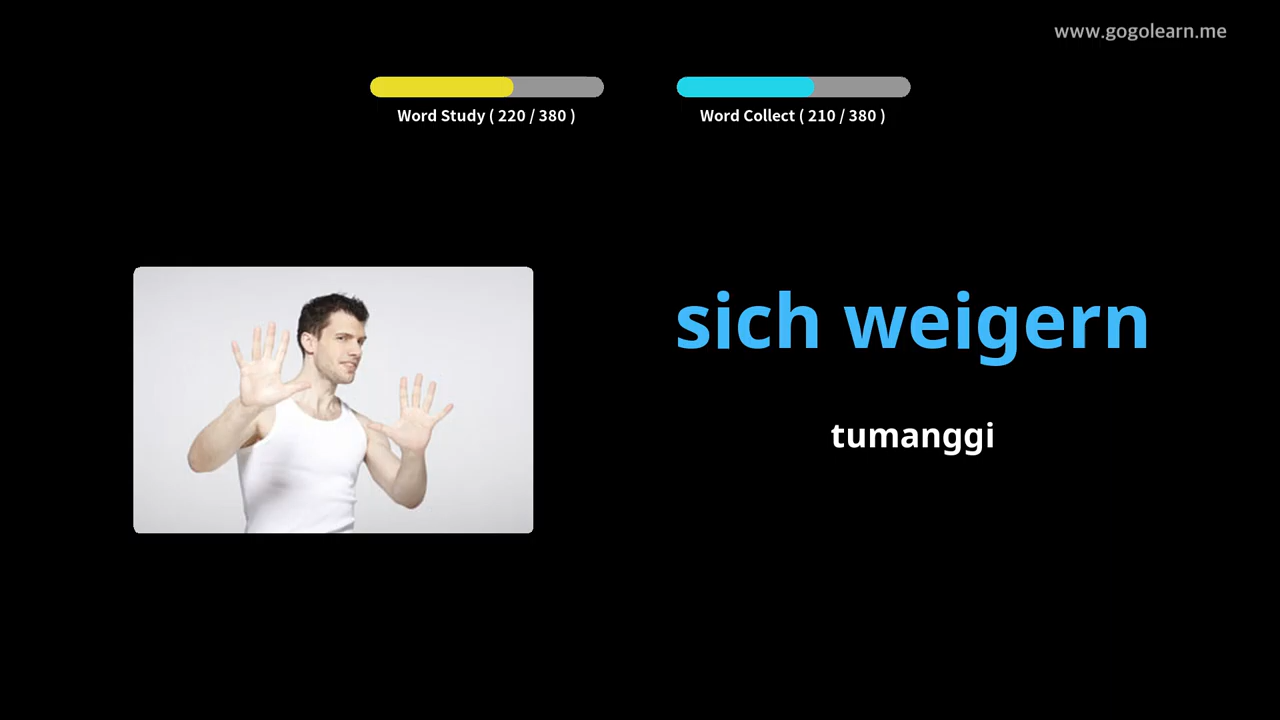 www.gogolearn.me
Word Study ( 220 / 380 )
Word Collect ( 210 / 380 )
sich weigern
tumanggi